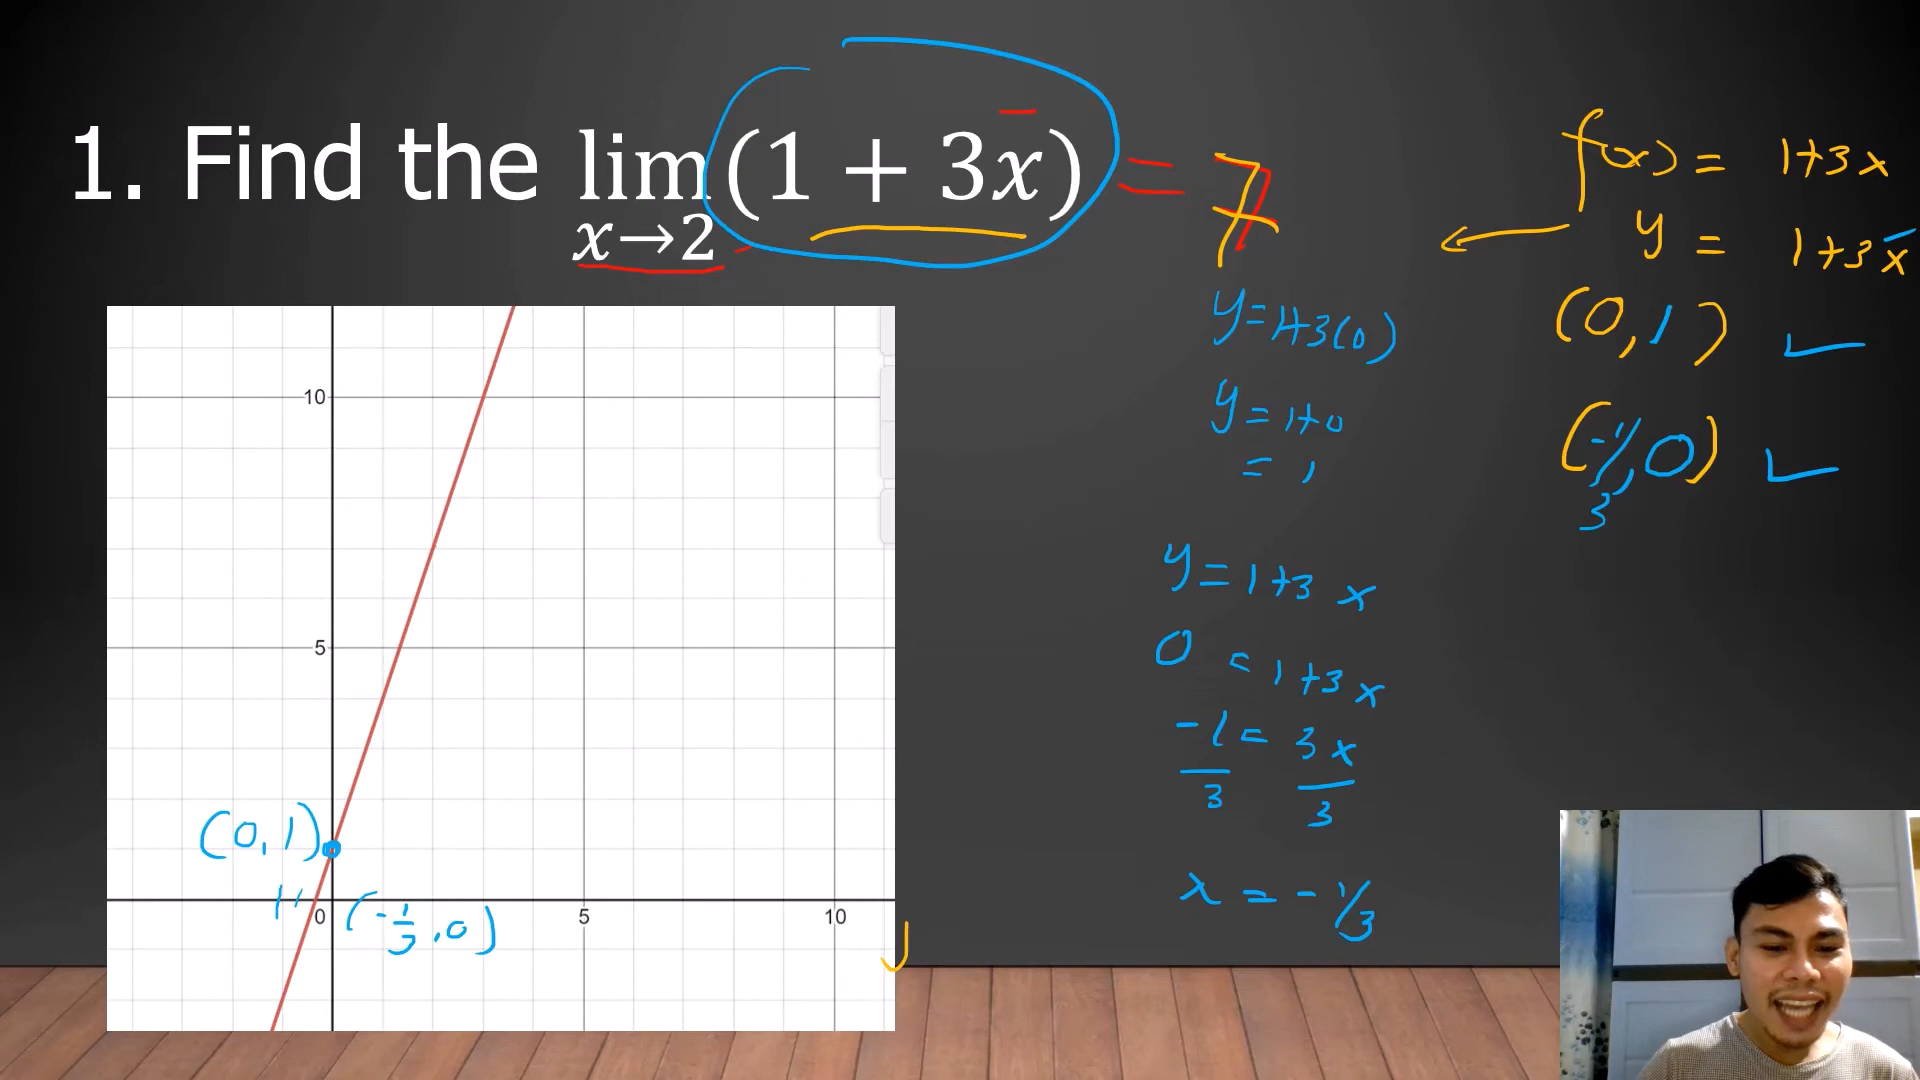 1. Find the lim (1 + 3x) = 7
x→2
f(x) = 1+3x
y = 1+3x
(0, 1)
(-1/3, 0)
y = 1+3(0)
y = 1+0
= 1
y = 1+3x
0 = 1+3x
-1 = 3x
3 3
x = -1/3
10
5
(0, 1)
0
(-1/3, 0)
5
10